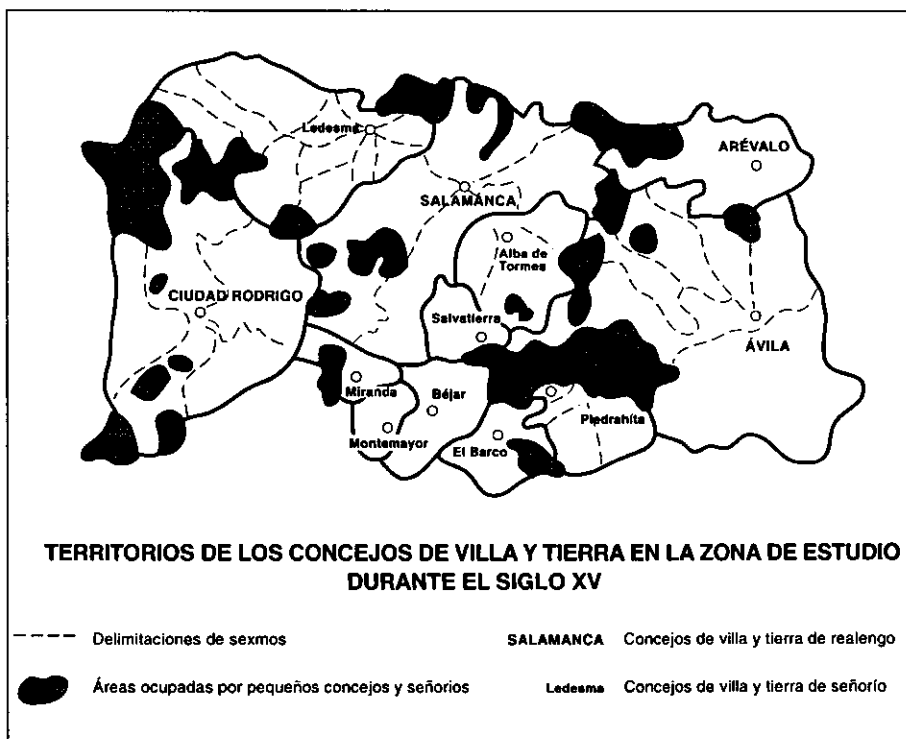 Ledesma
ARÉVALO
SALAMANCA
Alba de
Tormes
CIUDAD RODRIGO
Salvatierra
ÁVILA
Miranda
Béjar
Piedrahíta
Montemayor
El Barco
TERRITORIOS DE LOS CONCEJOS DE VILLA Y TIERRA EN LA ZONA DE ESTUDIO
DURANTE EL SIGLO XV
Delimitaciones de sexmos
SALAMANCA Concejos de villa y tierra de realengo
Áreas ocupadas por pequeños concejos y señorios
Ledesma Concejos de villa y tierra de señorío